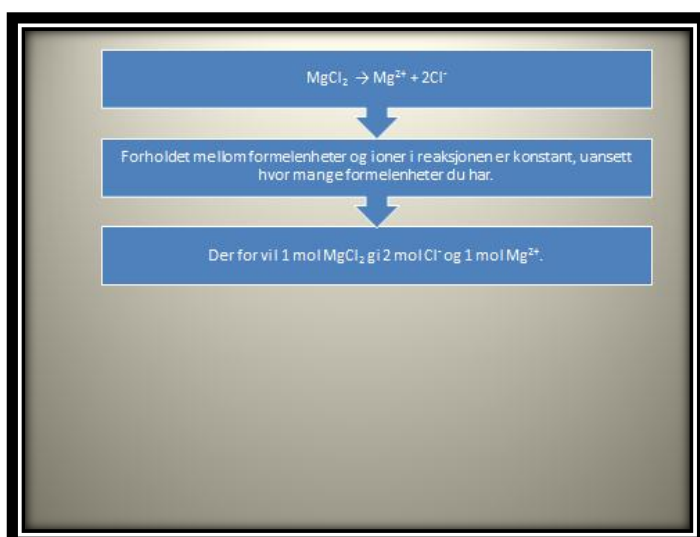 MgCl₂ → Mg²⁺ + 2Cl⁻
Forholdet mellom formelenheter og ioner i reaksjonen er konstant, uansett
hvor mange formelenheter du har.
Der for vil 1 mol MgCl₂ gi 2 mol Cl⁻ og 1 mol Mg²⁺.